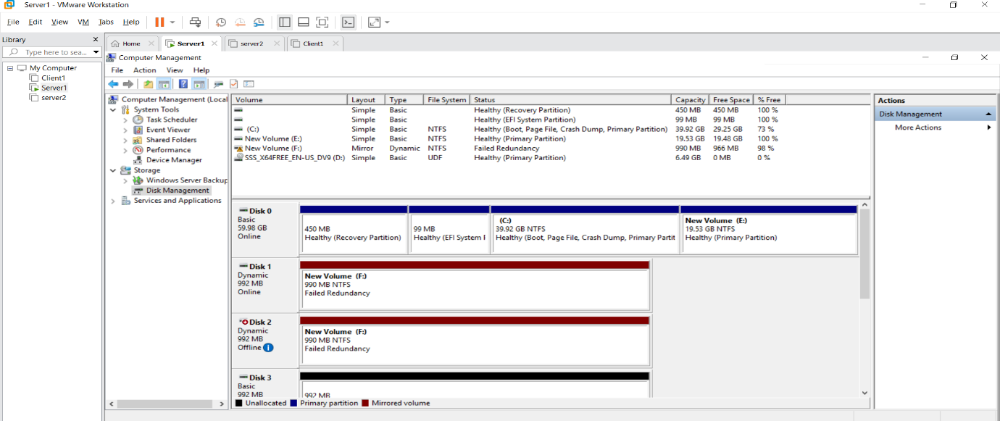 Server1 - VMware Workstation
File Edit View VM Tabs Help
Library
Type here to sea...
My Computer
Client1
Server1
server2
Home Server1 server2 Client1
Computer Management
File Action View Help
Computer Management (Local
System Tools
Task Scheduler
Event Viewer
Shared Folders
Performance
Device Manager
Storage
Windows Server Backup
Disk Management
Services and Applications
Volume Layout Type File System Status Capacity Free Space % Free
Simple Basic Healthy (Recovery Partition) 450 MB 450 MB 100 %
Simple Basic Healthy (EFI System Partition) 99 MB 99 MB 100 %
(C:) Simple Basic NTFS Healthy (Boot, Page File, Crash Dump, Primary Partition) 39.92 GB 29.25 GB 73 %
New Volume (E:) Simple Basic NTFS Healthy (Primary Partition) 19.53 GB 19.48 GB 100 %
New Volume (F:) Mirror Dynamic NTFS Failed Redundancy 990 MB 966 MB 98 %
SSS_X64FREE_EN-US_DV9 (D:) Simple Basic UDF Healthy (Primary Partition) 6.49 GB 0 MB 0 %
Disk 0
Basic
59.98 GB
Online
450 MB
Healthy (Recovery Partition)
99 MB
Healthy (EFI System P
(C:)
39.92 GB NTFS
Healthy (Boot, Page File, Crash Dump, Primary Partit
New Volume (E:)
19.53 GB NTFS
Healthy (Primary Partition)
Disk 1
Dynamic
992 MB
Online
New Volume (F:)
990 MB NTFS
Failed Redundancy
Disk 2
Dynamic
992 MB
Offline
New Volume (F:)
990 MB NTFS
Failed Redundancy
Disk 3
Basic
992 MB
992 MB
Unallocated Primary partition Mirrored volume
Actions
Disk Management
More Actions